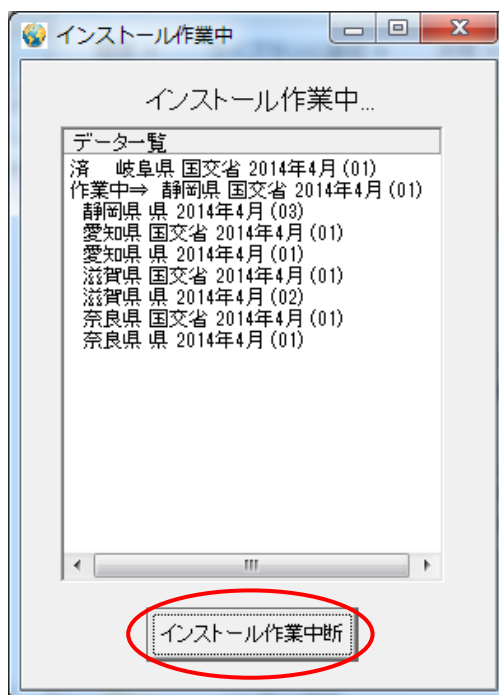 インストール作業中
インストール作業中...
データ一覧
済　岐阜県 国交省 2014年4月(01)
作業中⇒ 静岡県 国交省 2014年4月(01)
静岡県 県 2014年4月(03)
愛知県 国交省 2014年4月(01)
愛知県 県 2014年4月(01)
滋賀県 国交省 2014年4月(01)
滋賀県 県 2014年4月(02)
奈良県 国交省 2014年4月(01)
奈良県 県 2014年4月(01)
インストール作業中断